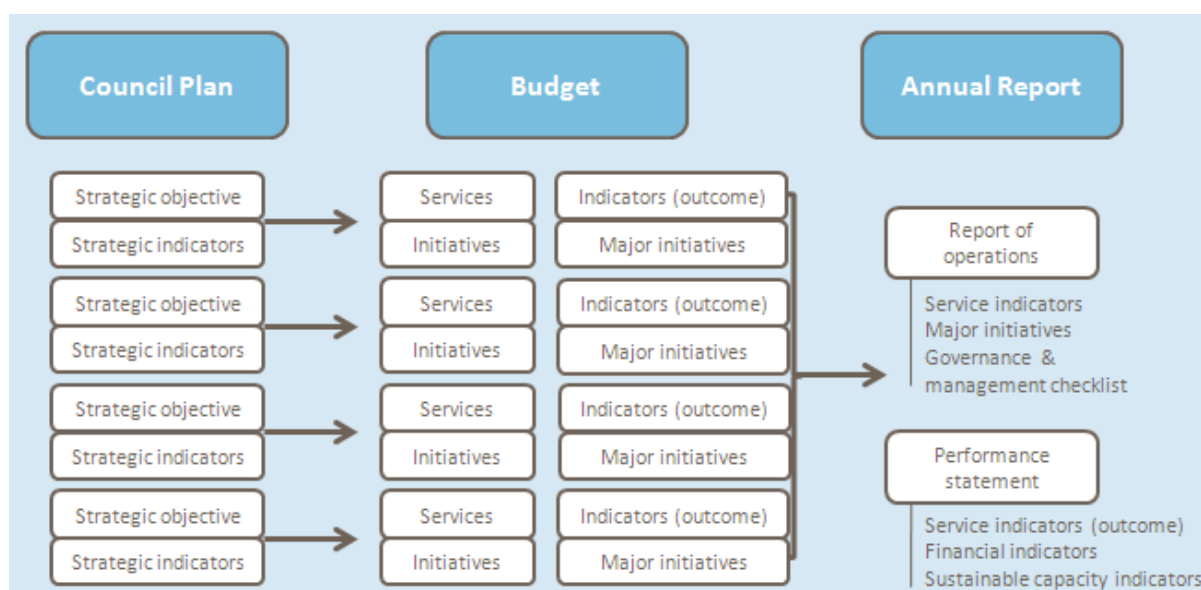 Council Plan
Budget
Annual Report
Strategic objective
Strategic indicators
Strategic objective
Strategic indicators
Strategic objective
Strategic indicators
Strategic objective
Strategic indicators
Services
Initiatives
Services
Initiatives
Services
Initiatives
Services
Initiatives
Indicators (outcome)
Major initiatives
Indicators (outcome)
Major initiatives
Indicators (outcome)
Major initiatives
Indicators (outcome)
Major initiatives
Report of
operations
Service indicators
Major initiatives
Governance &
management checklist
Performance
statement
Service indicators (outcome)
Financial indicators
Sustainable capacity indicators